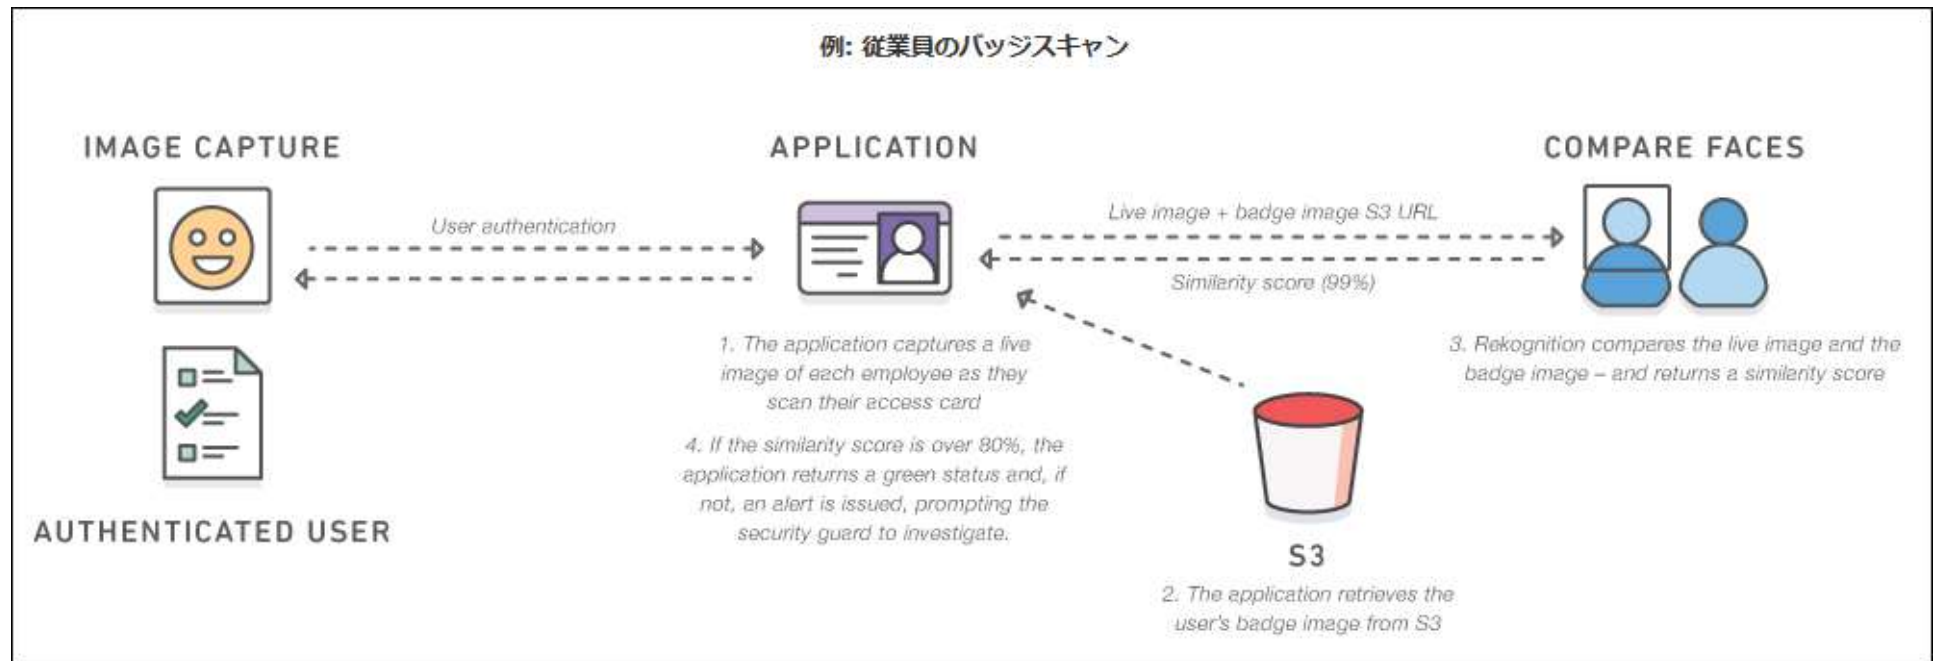 例: 従業員のバッジスキャン
IMAGE CAPTURE
APPLICATION
COMPARE FACES
User authentication
Live image + badge image S3 URL
Similarity score (99%)
1. The application captures a live
image of each employee as they
scan their access card
4. If the similarity score is over 80%, the
application returns a green status and, if
not, an alert is issued, prompting the
security guard to investigate.
3. Rekognition compares the live image and the
badge image – and returns a similarity score
AUTHENTICATED USER
S3
2. The application retrieves the
user's badge image from S3